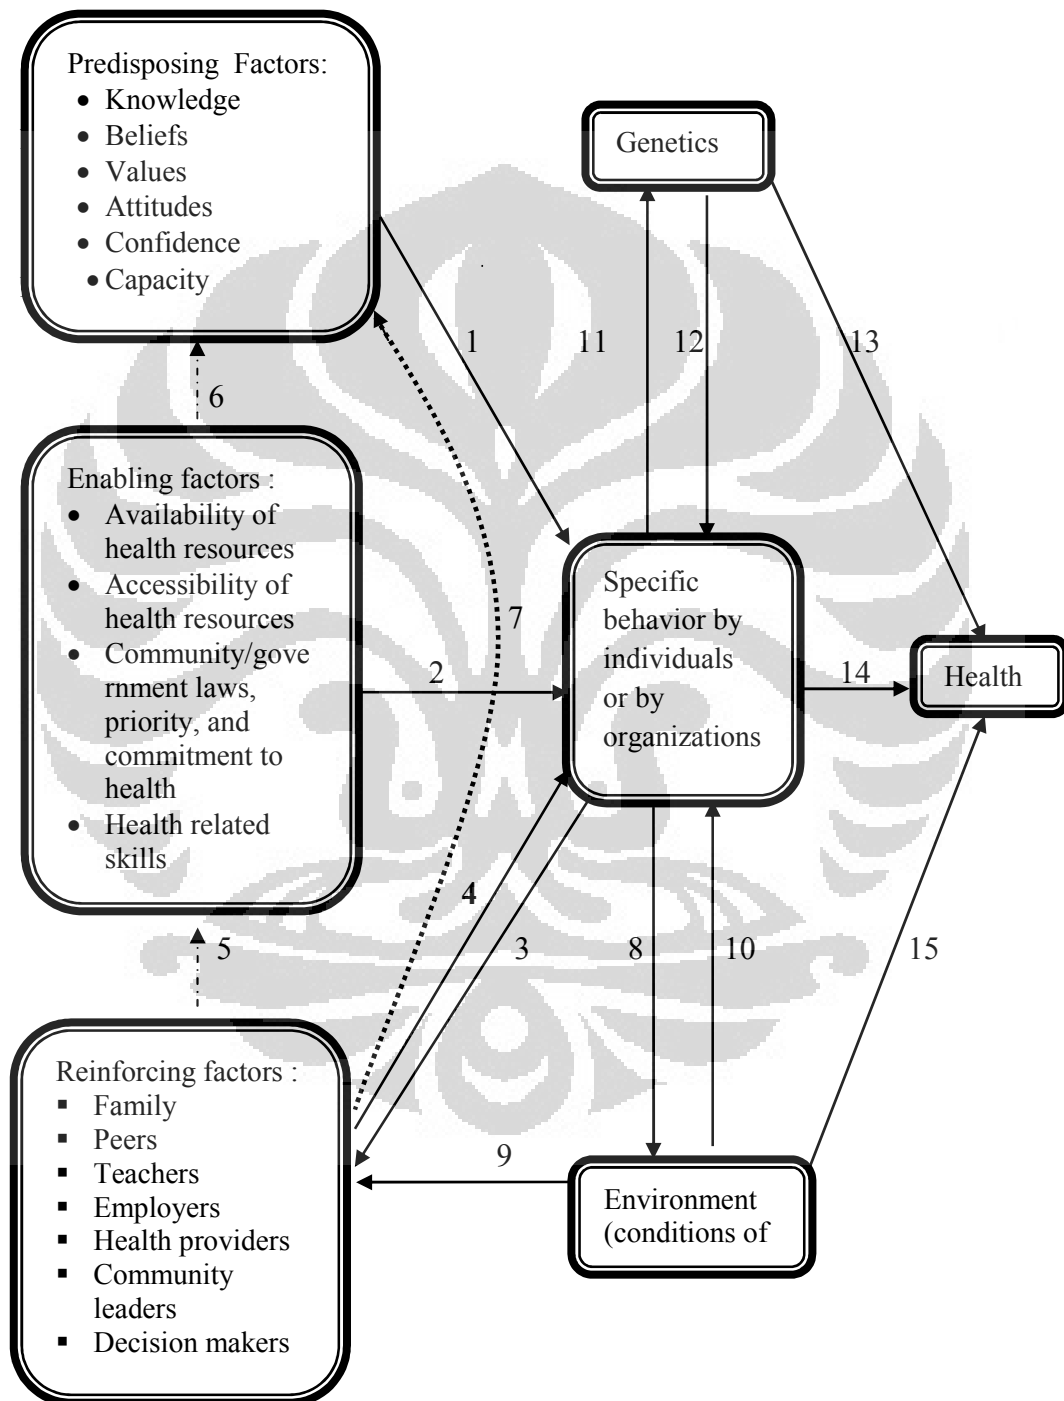 Predisposing Factors:
• Knowledge
• Beliefs
• Values
• Attitudes
• Confidence
• Capacity
Genetics
1
11
12
13
6
Enabling factors :
• Availability of
health resources
• Accessibility of
health resources
• Community/gove
rnment laws,
priority, and
commitment to
health
• Health related
skills
7
2
Specific
behavior by
individuals
or by
organizations
14
Health
4
3
8
10
15
5
9
Reinforcing factors :
▪ Family
▪ Peers
▪ Teachers
▪ Employers
▪ Health providers
▪ Community
leaders
▪ Decision makers
Environment
(conditions of